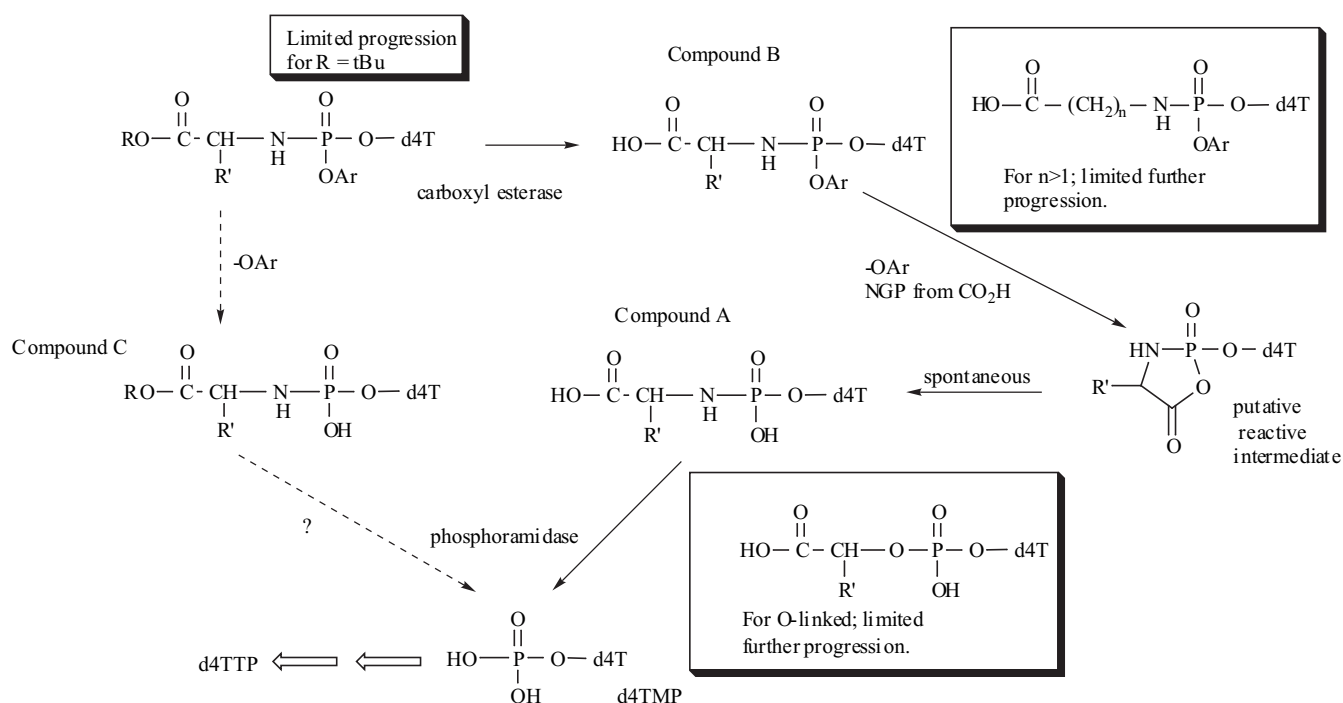 Limited progression
for R = tBu
O
O
RO—C-CH—N—P—O—d4T
H
R'
OAr
carboxyl esterase
Compound B
O
O
HO—C-CH—N—P—O—d4T
H
R'
OAr
O
O
HO—C—(CH2)n—N—P—O—d4T
H
OAr
For n>1; limited further
progression.
-OAr
-OAr
NGP from CO2H
Compound C
O
O
RO—C-CH—N—P—O—d4T
H
R'
OH
Compound A
O
O
HO—C-CH—N—P—O—d4T
H
R'
OH
spontaneous
O
HN—P—O—d4T
R'
O
O
putative
reactive
intermediate
?
phosphoramidase
O
O
HO—C—CH—O—P—O—d4T
R'
OH
For O-linked; limited
further progression.
O
d4TTP
HO—P—O—d4T
OH
d4TMP